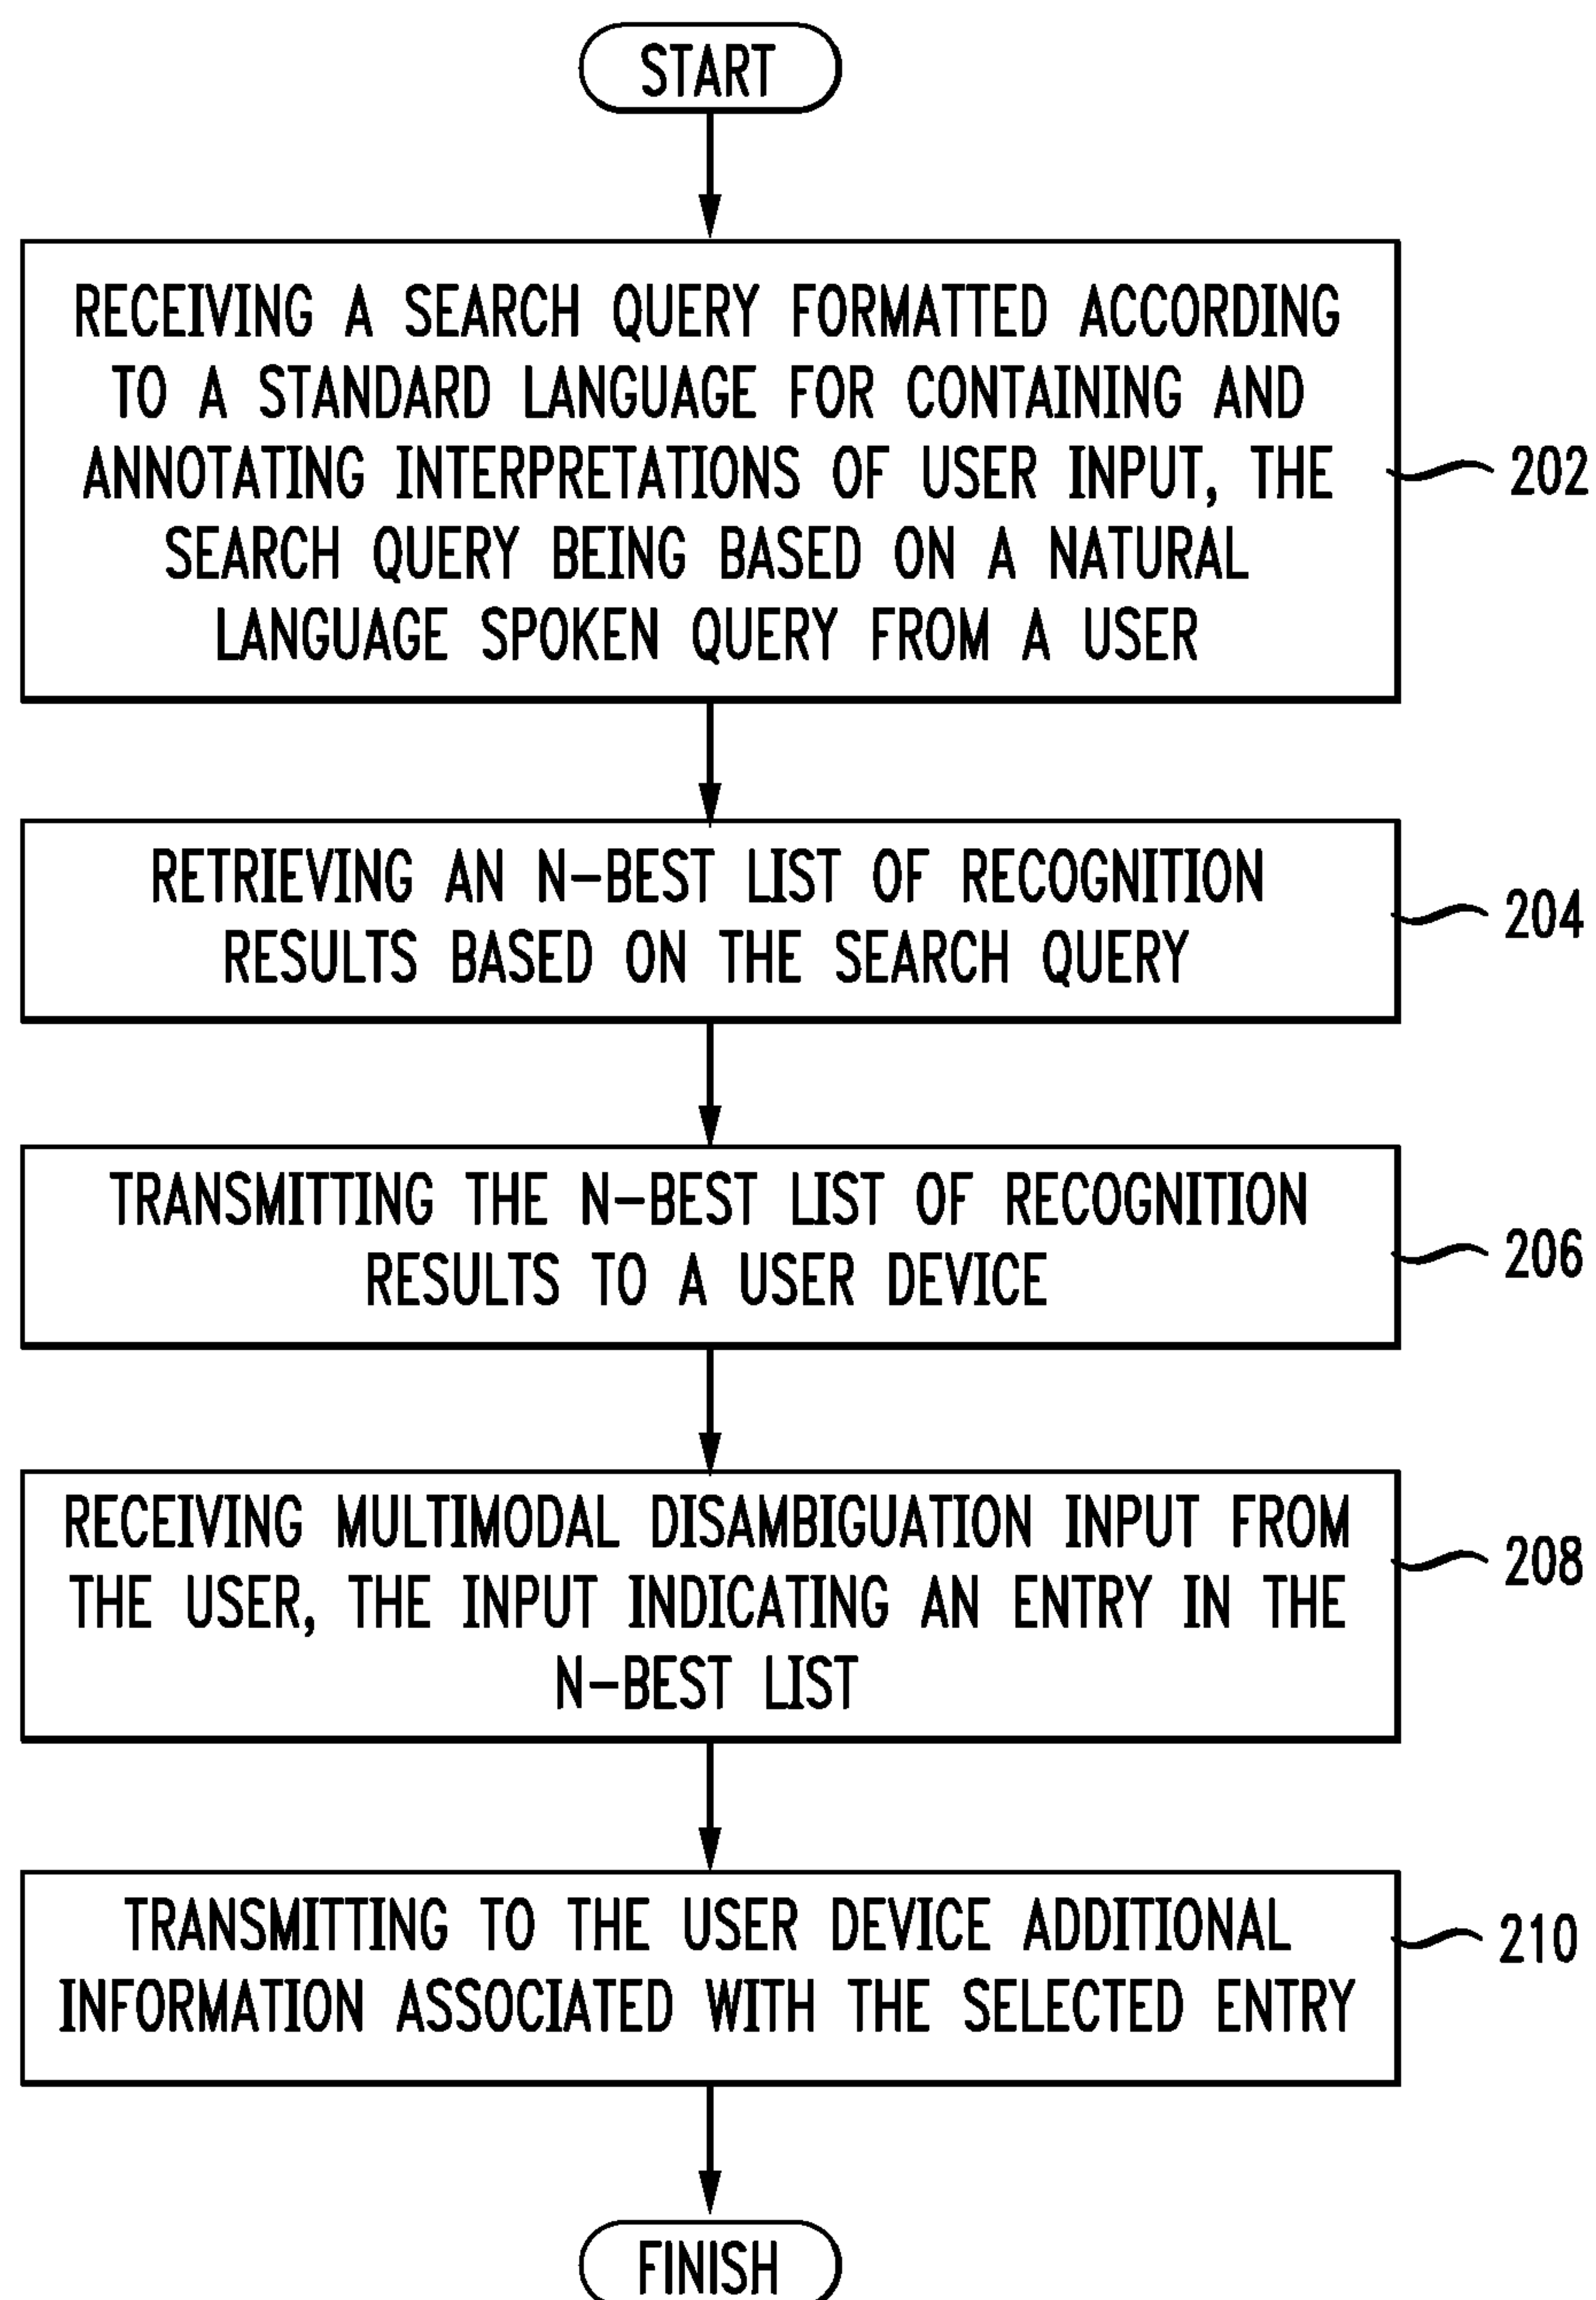 START
RECEIVING A SEARCH QUERY FORMATTED ACCORDING
TO A STANDARD LANGUAGE FOR CONTAINING AND
ANNOTATING INTERPRETATIONS OF USER INPUT, THE
SEARCH QUERY BEING BASED ON A NATURAL
LANGUAGE SPOKEN QUERY FROM A USER
202
RETRIEVING AN N-BEST LIST OF RECOGNITION
RESULTS BASED ON THE SEARCH QUERY
204
TRANSMITTING THE N-BEST LIST OF RECOGNITION
RESULTS TO A USER DEVICE
206
RECEIVING MULTIMODAL DISAMBIGUATION INPUT FROM
THE USER, THE INPUT INDICATING AN ENTRY IN THE
N-BEST LIST
208
TRANSMITTING TO THE USER DEVICE ADDITIONAL
INFORMATION ASSOCIATED WITH THE SELECTED ENTRY
210
FINISH